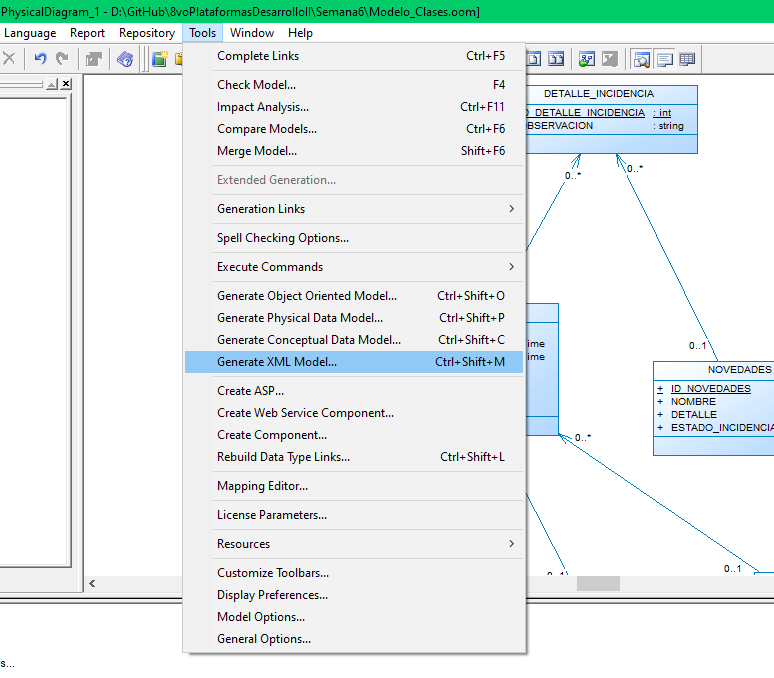 PhysicalDiagram_1 - D:\GitHub\8voPlataformasDesarrolloII\Semana6\Modelo_Clases.oom]
Language Report Repository Tools Window Help
Complete Links Ctrl+F5
Check Model... F4
Impact Analysis... Ctrl+F11
Compare Models... Ctrl+F6
Merge Model... Shift+F6
Extended Generation...
Generation Links
Spell Checking Options...
Execute Commands
Generate Object Oriented Model... Ctrl+Shift+O
Generate Physical Data Model... Ctrl+Shift+P
Generate Conceptual Data Model... Ctrl+Shift+C
Generate XML Model... Ctrl+Shift+M
Create ASP...
Create Web Service Component...
Create Component...
Rebuild Data Type Links... Ctrl+Shift+L
Mapping Editor...
License Parameters...
Resources
Customize Toolbars...
Display Preferences...
Model Options...
General Options...
DETALLE_INCIDENCIA
D_DETALLE_INCIDENCIA : int
BSERVACION : string
0..*
0..*
ime
ime
0..1
NOVEDADES
+ ID_NOVEDADES
+ NOMBRE
+ DETALLE
+ ESTADO_INCIDENCIA
0..*
0..1
0..1
s...